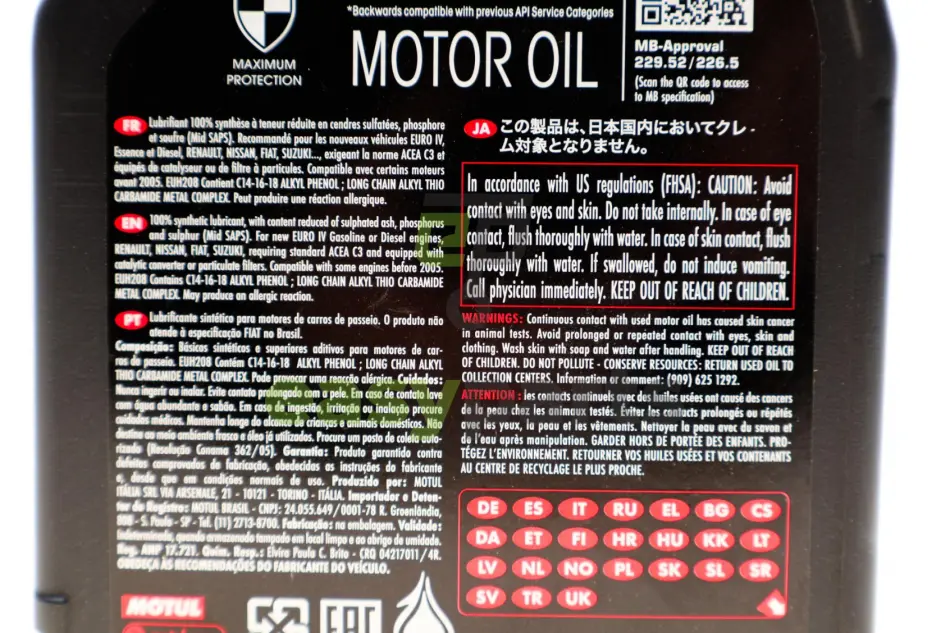 *Backwards compatible with previous API Service Categories
MAXIMUM
PROTECTION
MOTOR OIL
MB-Approval
229.52/226.5
(Scan the QR code to access
to MB specification)
FR Lubrifiant 100% synthèse à teneur réduite en cendres sulfatées, phosphore
et soufre (Mid SAPS). Recommandé pour les nouveaux véhicules EURO IV,
Essence et Diesel, RENAULT, NISSAN, FIAT, SUZUKI..., exigeant la norme ACEA C3 et
équipés de catalyseur ou de filtre à particules. Compatible avec certains moteurs
avant 2005. EUH208 Contient C14-16-18 ALKYL PHENOL ; LONG CHAIN ALKYL THIO
CARBAMIDE METAL COMPLEX. Peut produire une réaction allergique.
EN 100% synthetic lubricant, with content reduced of sulphated ash, phosphorus
and sulphur (Mid SAPS). For new EURO IV Gasoline or Diesel engines,
RENAULT, NISSAN, FIAT, SUZUKI, requiring standard ACEA C3 and equipped with
catalytic converter or particulate filters. Compatible with some engines before 2005.
EUH208 Contains C14-16-18 ALKYL PHENOL ; LONG CHAIN ALKYL THIO CARBAMIDE
METAL COMPLEX. May produce an allergic reaction.
PT Lubrificante sintético para motores de carros de passeio. O produto não
atende à especificação FIAT no Brasil.
Composição: Básicos sintéticos e superiores aditivos para motores de car-
ros de passeio. EUH208 Contém C14-16-18 ALKYL PHENOL ; LONG CHAIN ALKYL
THIO CARBAMIDE METAL COMPLEX. Pode provocar uma reacção alérgica. Cuidados:
Nunca ingerir ou inalar. Evite contato prolongado com a pele. Em caso de contato lave
com água abundante e sabão. Em caso de ingestão, irritação ou inalação procure
cuidados médicos. Mantenha longe do alcance de crianças e animais domésticos. Não
destine ao meio ambiente frasco e óleo já utilizados. Procure um posto de coleta auto-
rizado (Resolução Conama 362/05). Garantia: Produto garantido contra
defeitos comprovados de fabricação, obedecidas as instruções do fabricante
e, desde que em condições normais de uso. Produzido por: MOTUL
ITÁLIA SRL VIA ARSENALE, 21 - 10121 - TORINO - ITÁLIA. Importador e Deten-
tor do Registro: MOTUL BRASIL - CNPJ: 24.055.649/0001-78 R. Groenlândia,
808 - S. Paulo - SP - Tel. (11) 2713-8700. Fabricação: na embalagem. Validade:
Indeterminada, quando armazenado tampado em local limpo e ao abrigo de umidade.
Reg. ANP 17.721. Quim. Resp.: Elvira Paula C. Brito - CRQ 04217011/4R.
OBEDEÇA ÀS RECOMENDAÇÕES DO FABRICANTE DO VEÍCULO.
JA この製品は、日本国内においてクレ-
ム対象となりません。
In accordance with US regulations (FHSA): CAUTION: Avoid
contact with eyes and skin. Do not take internally. In case of eye
contact, flush thoroughly with water. In case of skin contact, flush
thoroughly with water. If swallowed, do not induce vomiting.
Call physician immediately. KEEP OUT OF REACH OF CHILDREN.
WARNINGS: Continuous contact with used motor oil has caused skin cancer
in animal tests. Avoid prolonged or repeated contact with eyes, skin and
clothing. Wash skin with soap and water after handling. KEEP OUT OF REACH
OF CHILDREN. DO NOT POLLUTE - CONSERVE RESOURCES: RETURN USED OIL TO
COLLECTION CENTERS. Information or comment: (909) 625 1292.
ATTENTION : les contacts continuels avec des huiles usées ont causé des cancers
de la peau chez les animaux testés. Éviter les contacts prolongés ou répétés
avec les yeux, la peau et les vêtements. Nettoyer la peau avec du savon et
de l'eau après manipulation. GARDER HORS DE PORTÉE DES ENFANTS. PRO-
TÉGEZ L'ENVIRONNEMENT. RETOURNER VOS HUILES USÉES ET VOS CONTENANTS
AU CENTRE DE RECYCLAGE LE PLUS PROCHE.
DE ES IT RU EL BG CS
DA ET FI HR HU KK LT
LV NL NO PL SK SL SR
SV TR UK
MOTUL
EAC